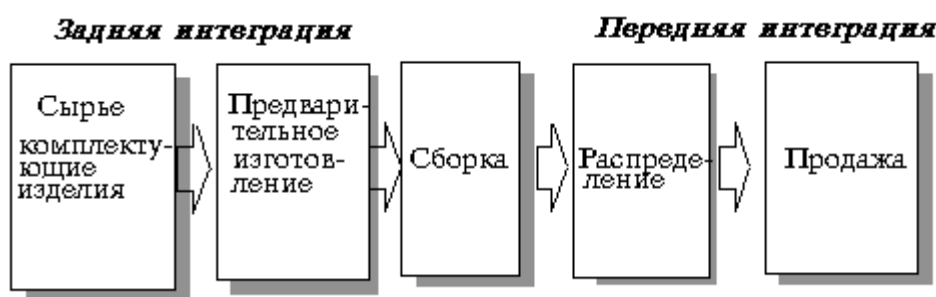 Задняя интеграция
Передняя интеграция
Сырье
комплекту-
ющие
изделия
Предвари-
тельное
изготов-
ление
Сборка
Распреде-
ление
Продажа